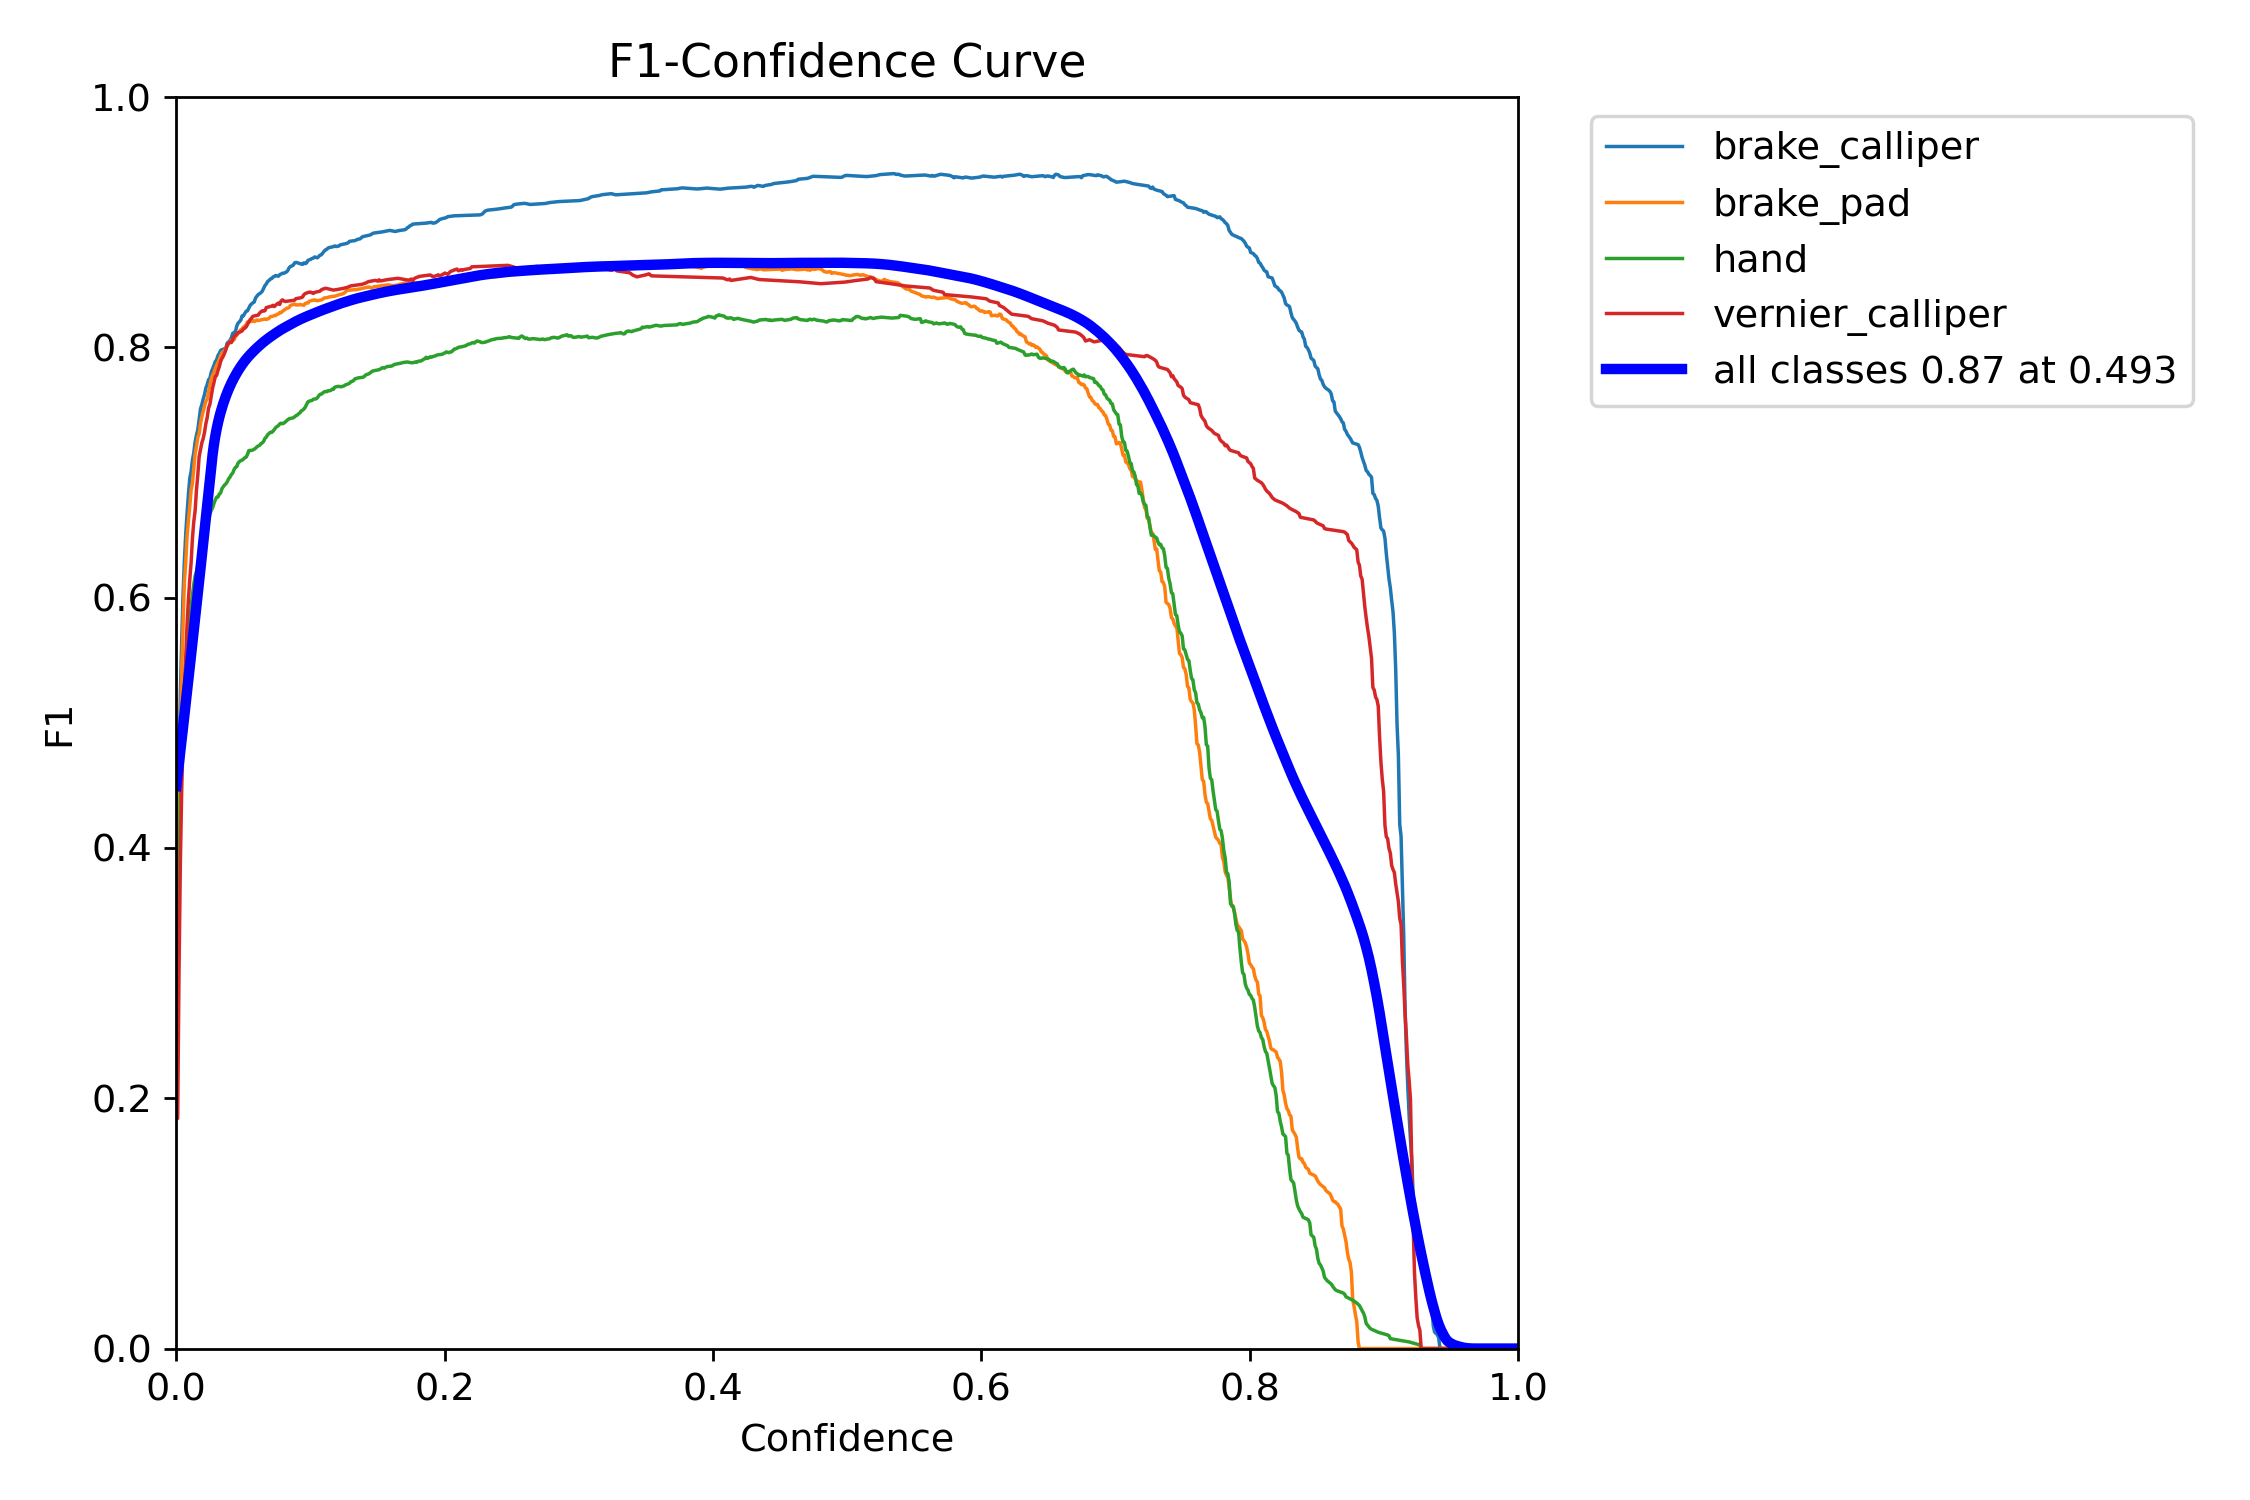 F1-Confidence Curve
1.0
0.8
0.6
0.4
0.2
0.0
F1
0.0 0.2 0.4 0.6 0.8 1.0
Confidence
brake_calliper
brake_pad
hand
vernier_calliper
all classes 0.87 at 0.493